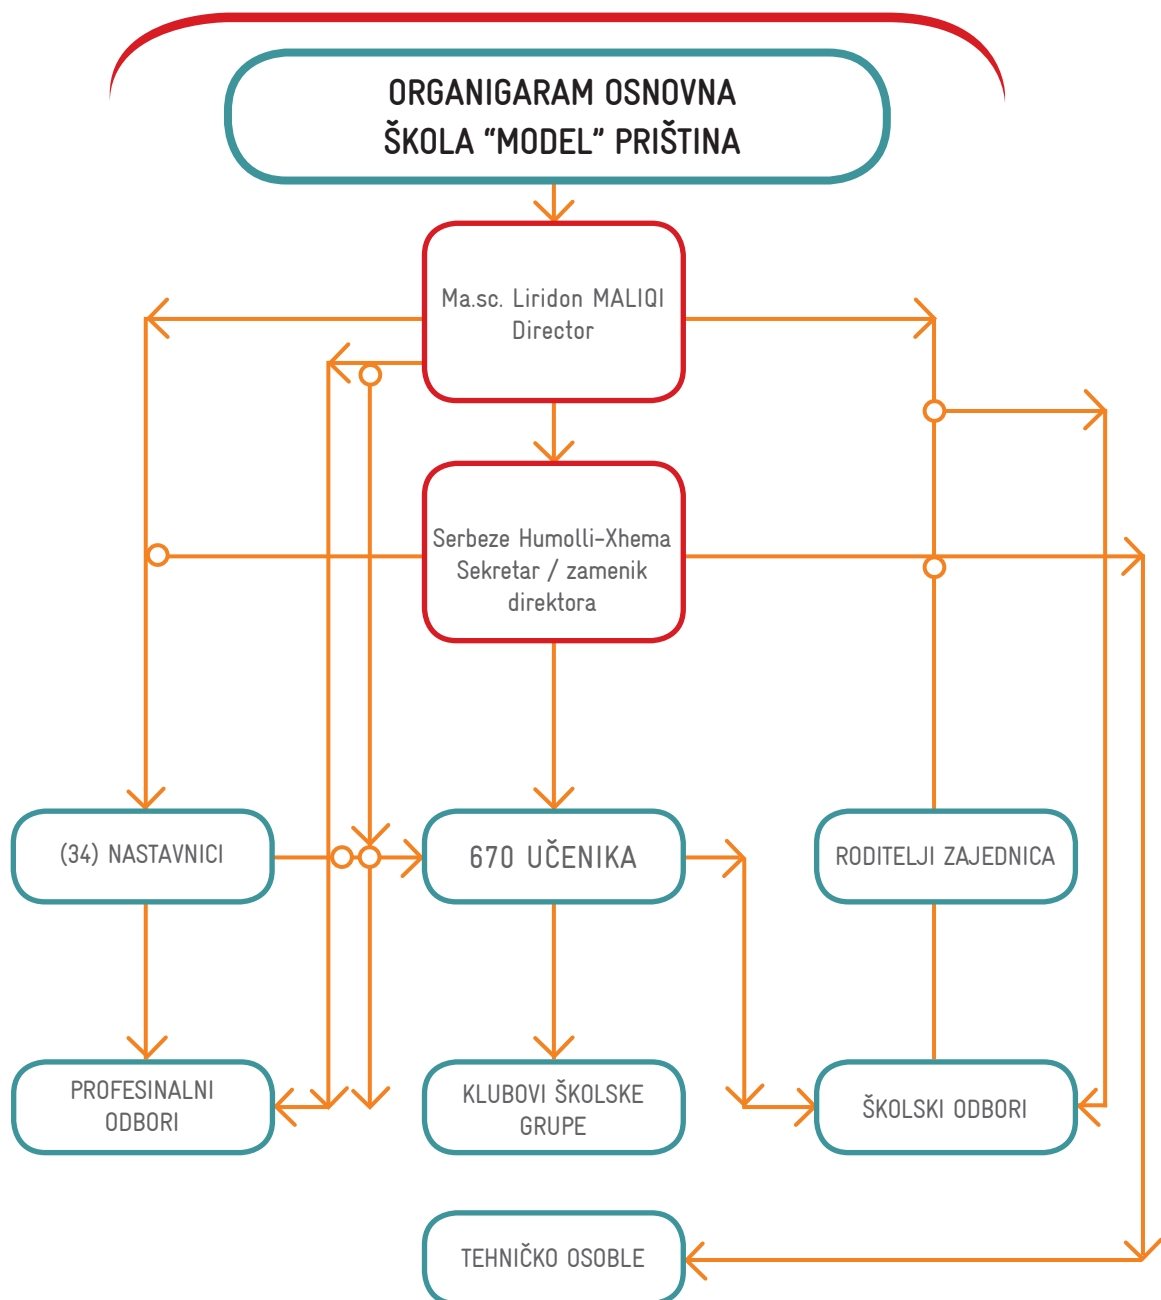 ORGANIGARAM OSNOVNA
ŠKOLA “MODEL” PRIŠTINA
Ma.sc. Liridon MALIQI
Director
Serbeze Humolli-Xhema
Sekretar / zamenik
direktora
(34) NASTAVNICI
670 UČENIKA
RODITELJI ZAJEDNICA
PROFESINALNI
ODBORI
KLUBOVI ŠKOLSKE
GRUPE
ŠKOLSKI ODBORI
TEHNIČKO OSOBLE